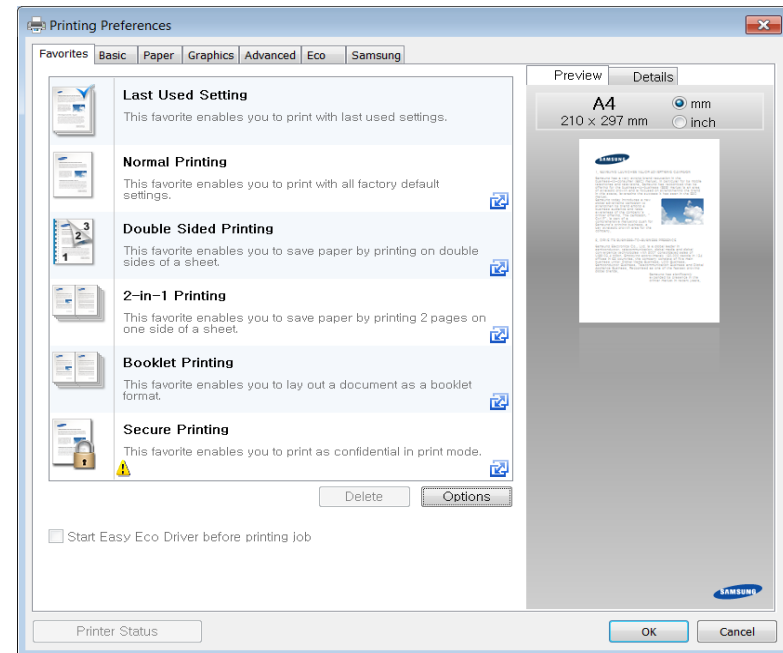 Printing Preferences
Favorites Basic Paper Graphics Advanced Eco Samsung
Last Used Setting
This favorite enables you to print with last used settings.
Normal Printing
This favorite enables you to print with all factory default
settings.
Double Sided Printing
This favorite enables you to save paper by printing on double
sides of a sheet.
2-in-1 Printing
This favorite enables you to save paper by printing 2 pages on
one side of a sheet.
Booklet Printing
This favorite enables you to lay out a document as a booklet
format.
Secure Printing
This favorite enables you to print as confidential in print mode.
Delete Options
Start Easy Eco Driver before printing job
Printer Status
Preview Details
A4
210 x 297 mm
mm
inch
SAMSUNG
SAMSUNG
OK Cancel